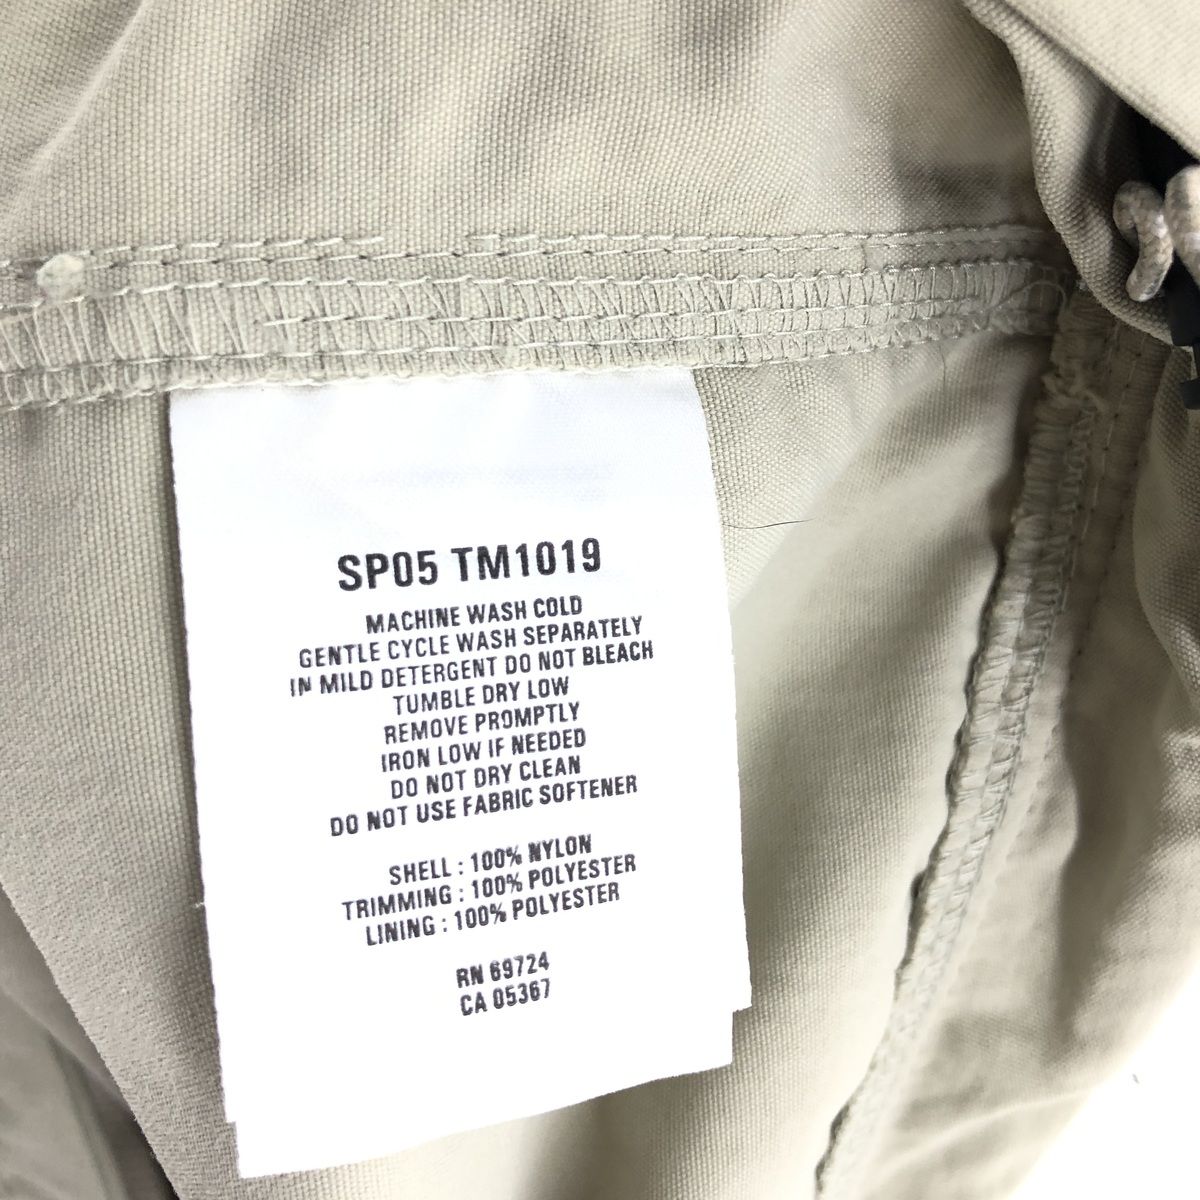 SP05 TM1019
MACHINE WASH COLD
GENTLE CYCLE WASH SEPARATELY
IN MILD DETERGENT DO NOT BLEACH
TUMBLE DRY LOW
REMOVE PROMPTLY
IRON LOW IF NEEDED
DO NOT DRY CLEAN
DO NOT USE FABRIC SOFTENER
SHELL : 100% NYLON
TRIMMING : 100% POLYESTER
LINING : 100% POLYESTER
RN 69724
CA 05367